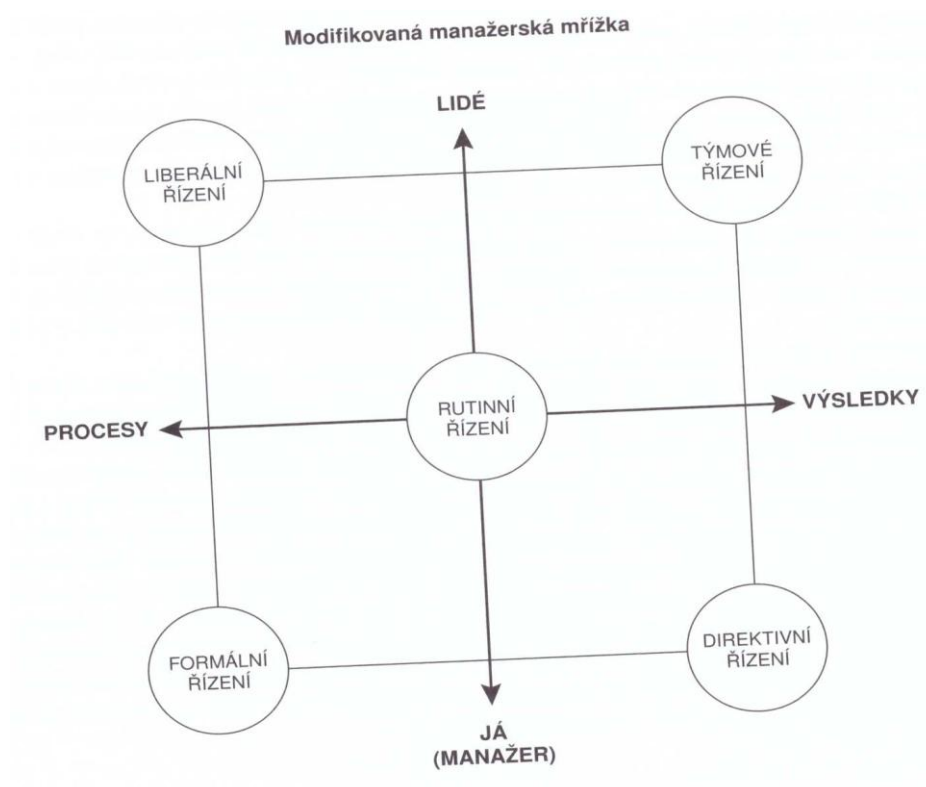 Modifikovaná manažerská mřížka
LIDÉ
LIBERÁLNÍ
ŘÍZENÍ
TÝMOVÉ
ŘÍZENÍ
PROCESY
RUTINNÍ
ŘÍZENÍ
VÝSLEDKY
FORMÁLNÍ
ŘÍZENÍ
DIREKTIVNÍ
ŘÍZENÍ
JÁ
(MANAŽER)